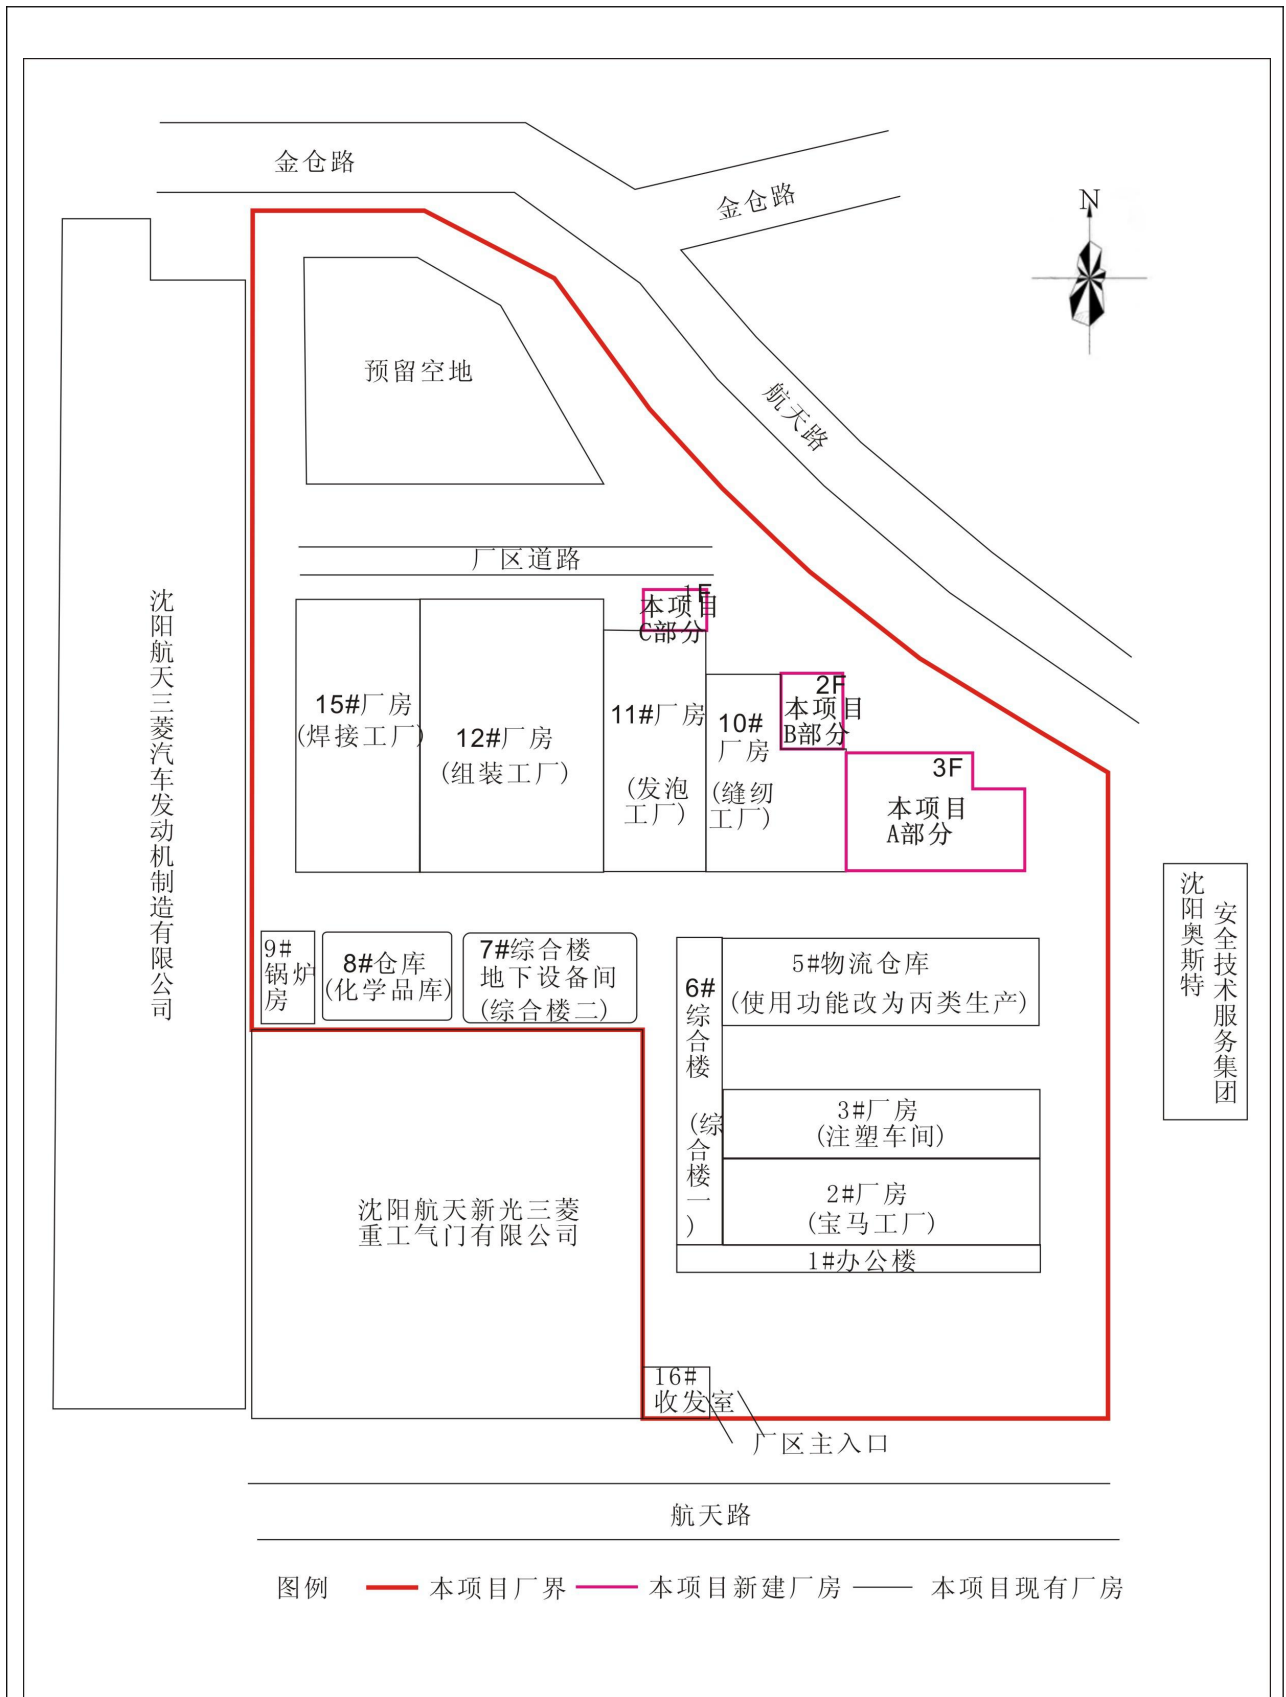 金仓路
金仓路
N
预留空地
航天路
厂区道路
沈阳航天三菱汽车发动机制造有限公司
1F
本项目
C部分
2F
本项目
B部分
3F
本项目
A部分
15#厂房
(焊接工厂)
12#厂房
(组装工厂)
11#厂房
(发泡
工厂)
10#
厂房
(缝纫
工厂)
9#
锅炉
房
8#仓库
(化学品库)
7#综合楼
地下设备间
(综合楼二)
6#
综合楼
(综合楼一)
5#物流仓库
(使用功能改为丙类生产)
沈阳奥斯特
安全技术服务集团
3#厂房
(注塑车间)
2#厂房
(宝马工厂)
1#办公楼
沈阳航天新光三菱
重工气门有限公司
16#
收发室
厂区主入口
航天路
图例 本项目厂界 本项目新建厂房 本项目现有厂房